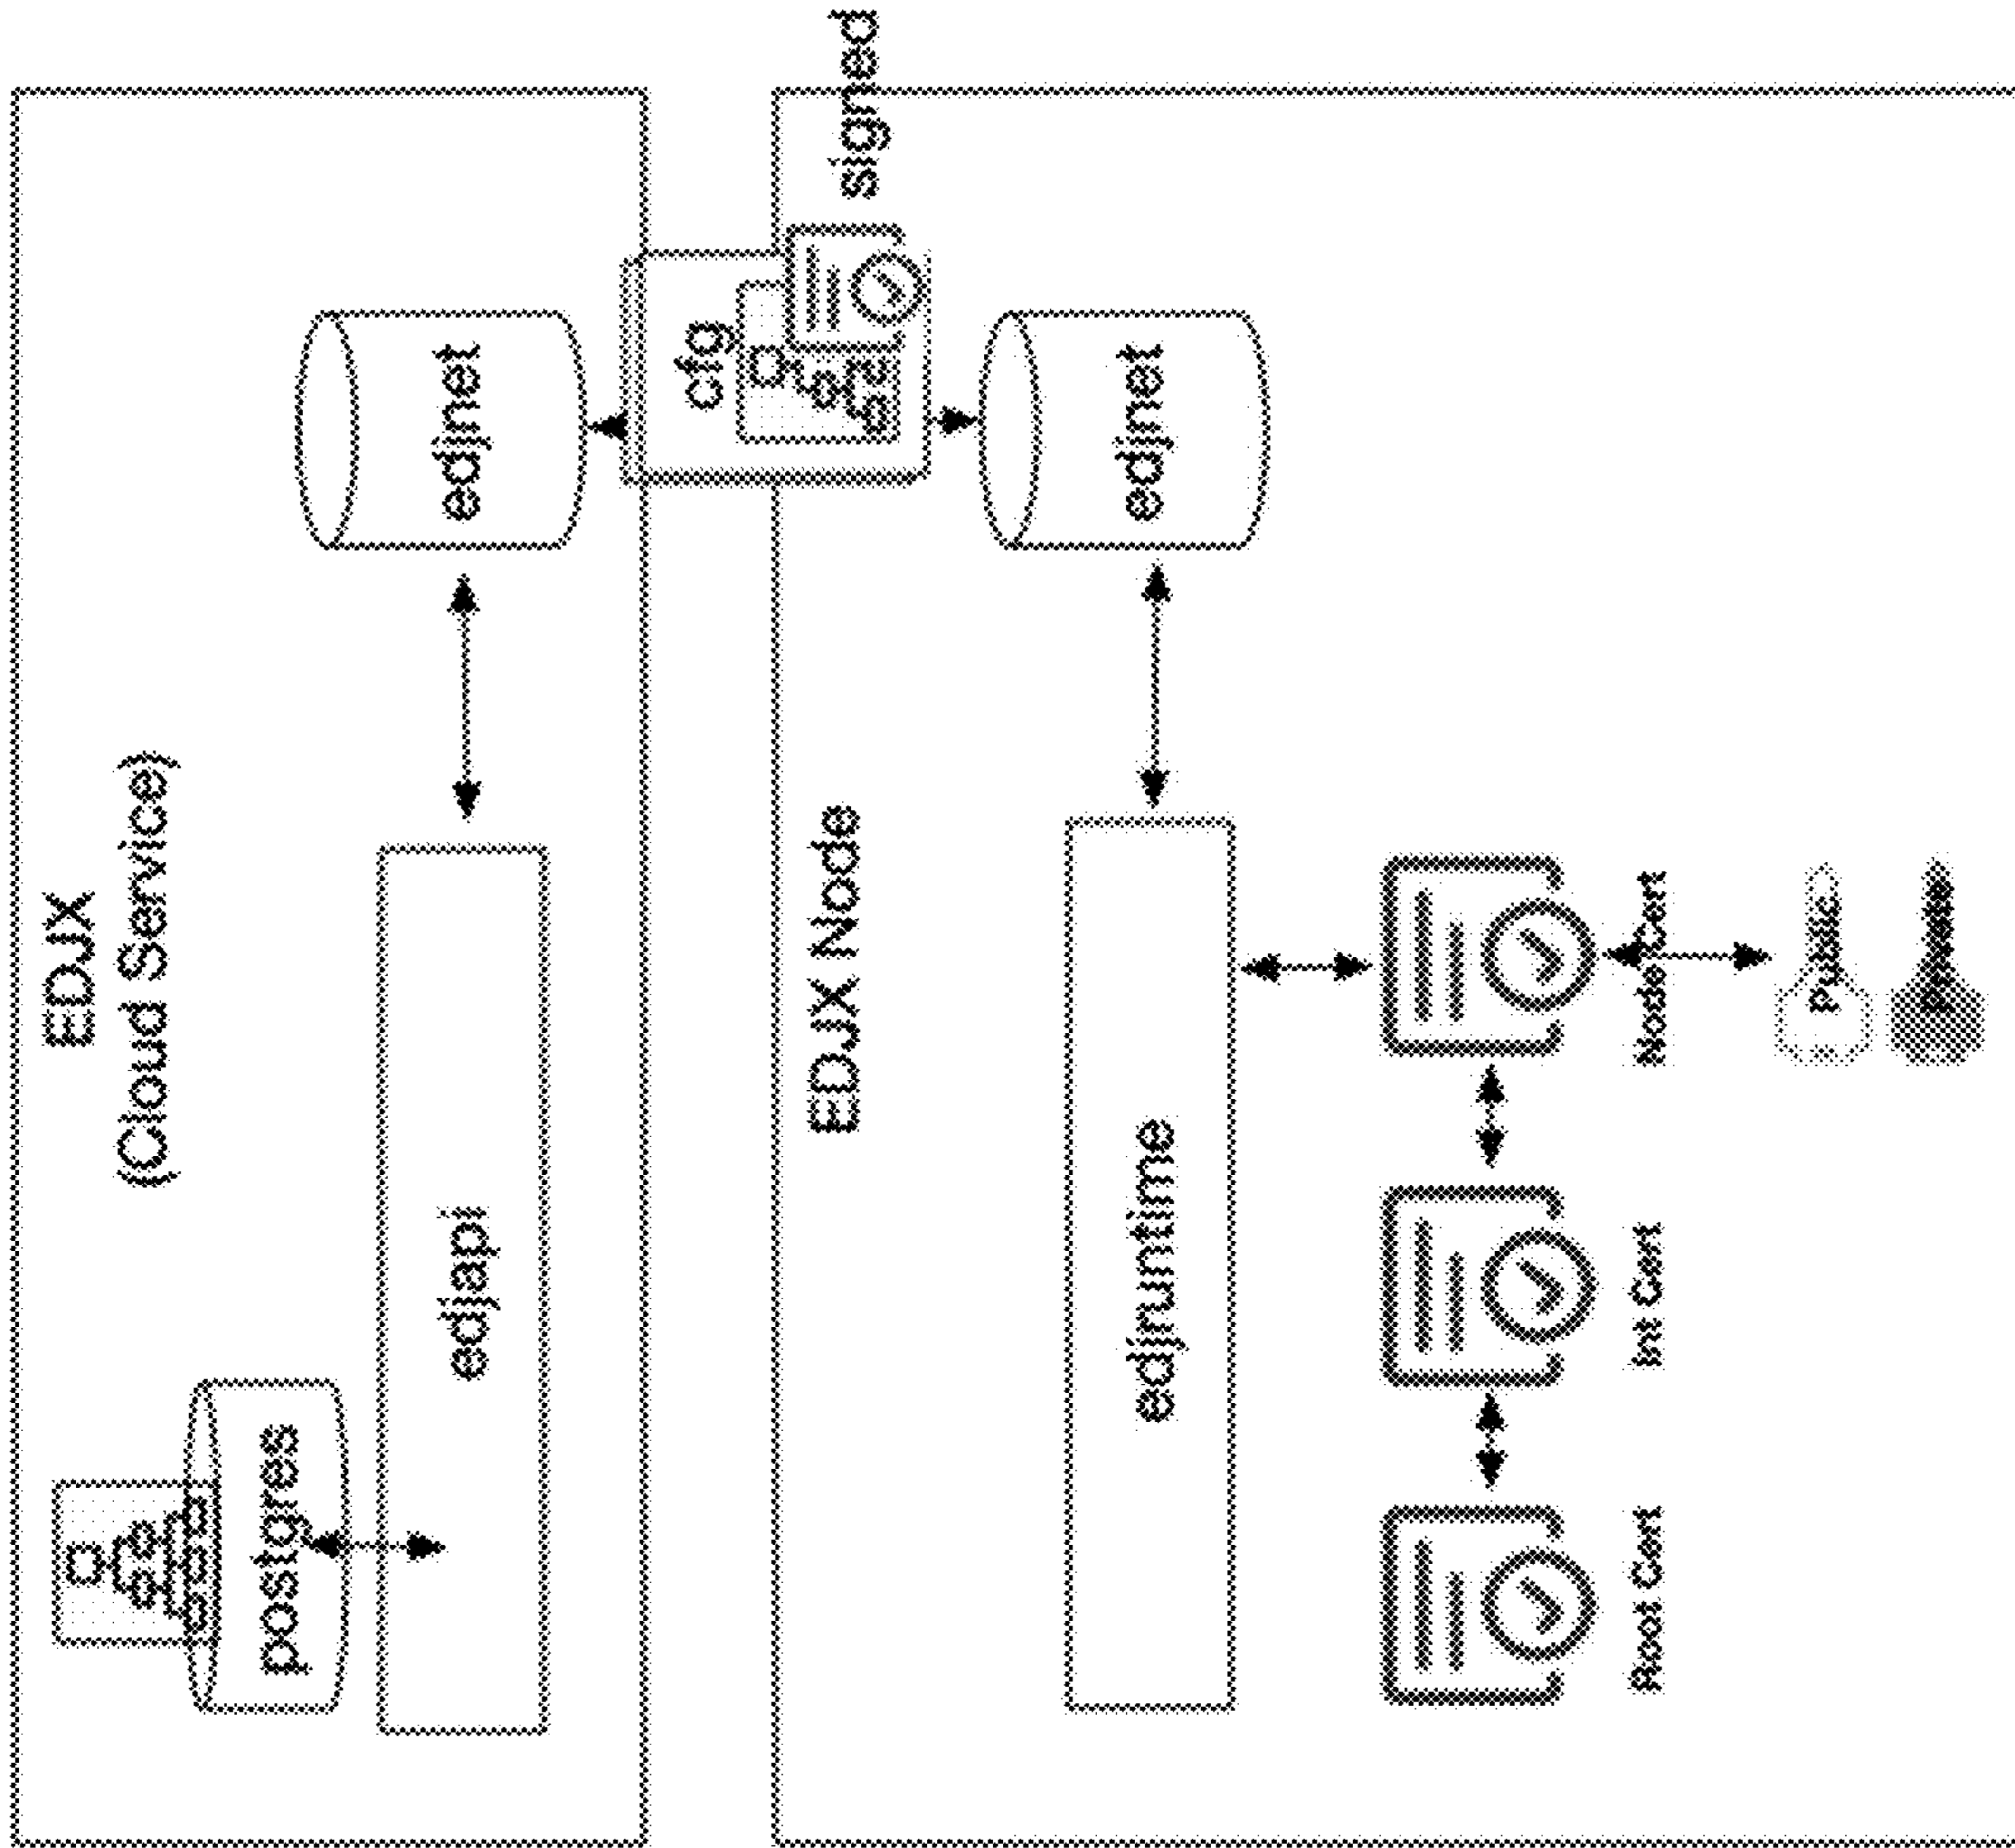 EDJX
(Cloud Service)
postgres
edjapi
edjnet
cfg
signed
EDJX Node
edjruntime
edjnet
Root Cert
Int Cert
Node Cert
Public
Private